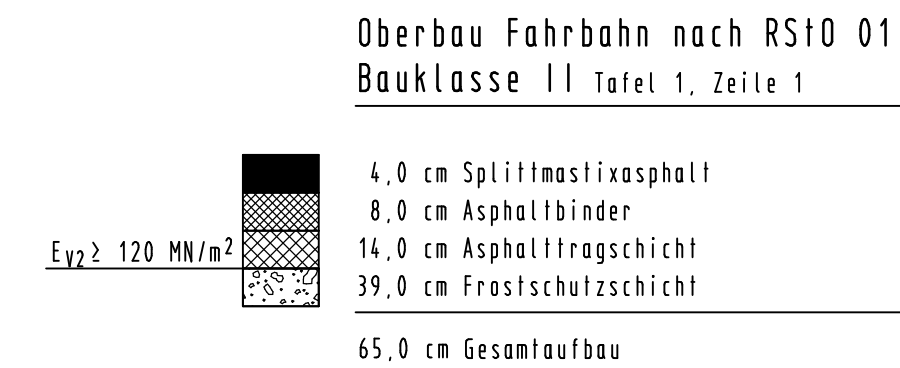 Oberbau Fahrbahn nach RStO 01
Bauklasse II Tafel 1, Zeile 1
4,0 cm Splittmastixasphalt
8,0 cm Asphaltbinder
Ev2 ≥ 120 MN/m²
14,0 cm Asphalttragschicht
39,0 cm Frostschutzschicht
65,0 cm Gesamtaufbau